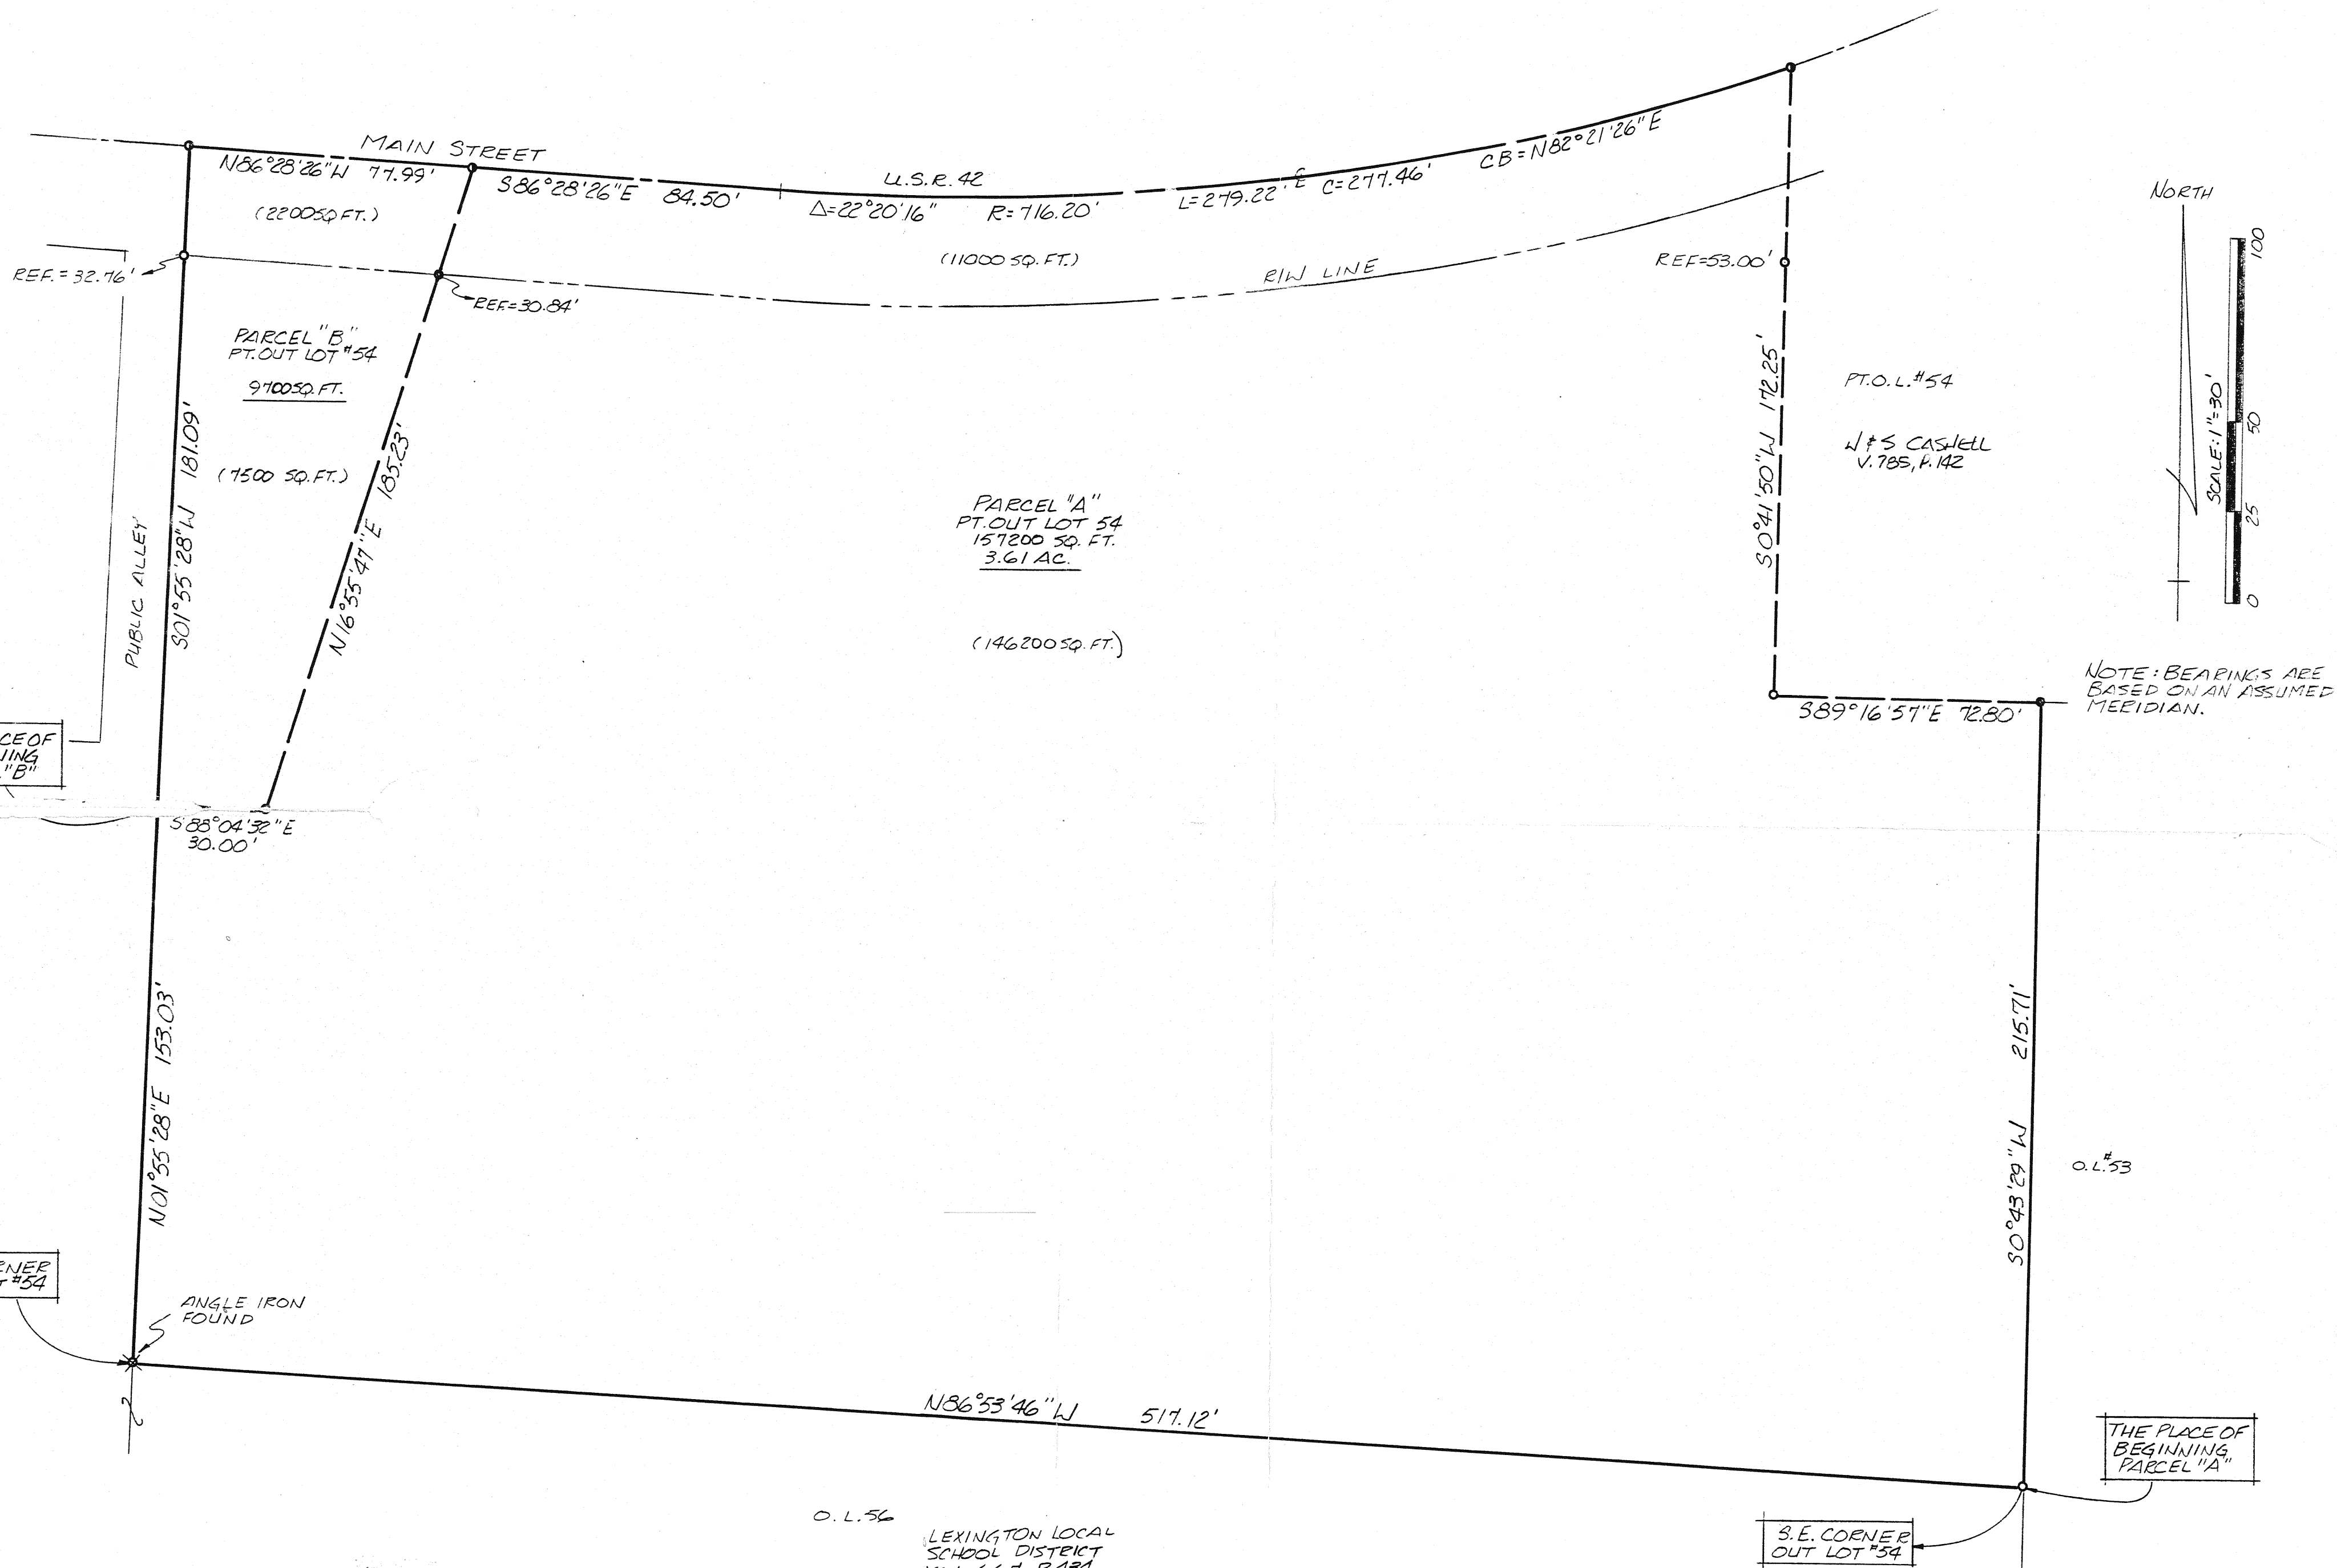 MAIN STREET
N86°28'26"W 77.99'
S86°28'26"E 84.50'
U.S.R. 42
Δ=22°20'16" R=716.20'
L=279.22' ℄ C=277.46'
CB=N82°21'26"E
(2200 SQ.FT.)
(11000 SQ. FT.)
R/W LINE
REF.=32.76'
REF.=30.84'
REF=53.00'
NORTH
100
50
25
0
SCALE: 1"=30'
PARCEL "B"
PT. OUT LOT #54
9700 SQ. FT.
(7500 SQ. FT.)
PUBLIC ALLEY
S01°55'28"W 181.09'
N16°55'47"E 185.23'
S0°41'50"W 172.25'
PT. O.L. #54
W & S CASHELL
V. 785, P. 142
PARCEL "A"
PT. OUT LOT 54
157200 SQ. FT.
3.61 AC.
(146200 SQ. FT.)
S89°16'57"E 72.80'
NOTE: BEARINGS ARE
BASED ON AN ASSUMED
MERIDIAN.
CE OF
"B"
S88°04'32"E
30.00'
N01°55'28"E 153.03'
S0°43'29"W 215.71'
O.L. #53
RNER
T #54
ANGLE IRON
FOUND
N86°53'46"W 517.12'
THE PLACE OF
BEGINNING
PARCEL "A"
S.E. CORNER
OUT LOT #54
O.L. 56
LEXINGTON LOCAL
SCHOOL DISTRICT